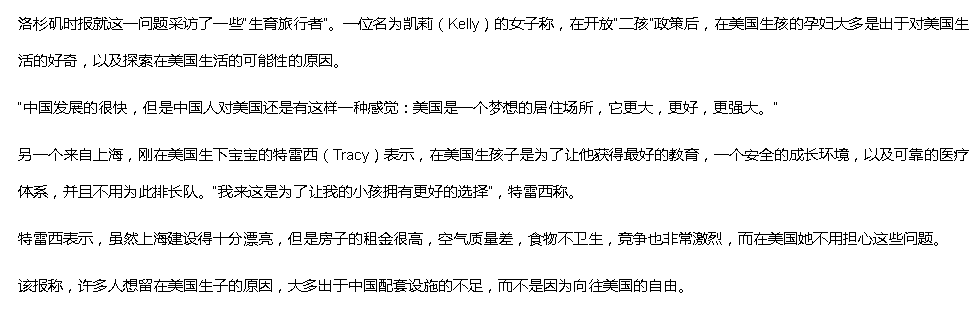 洛杉矶时报就这一问题采访了一些"生育旅行者"。一位名为凯莉（Kelly）的女子称，在开放"二孩"政策后，在美国生孩的孕妇大多是出于对美国生
活的好奇，以及探索在美国生活的可能性的原因。
"中国发展的很快，但是中国人对美国还是有这样一种感觉：美国是一个梦想的居住场所，它更大，更好，更强大。"
另一个来自上海，刚在美国生下宝宝的特雷西（Tracy）表示，在美国生孩子是为了让他获得最好的教育，一个安全的成长环境，以及可靠的医疗
体系，并且不用为此排长队。"我来这是为了让我的小孩拥有更好的选择"，特雷西称。
特雷西表示，虽然上海建设得十分漂亮，但是房子的租金很高，空气质量差，食物不卫生，竞争也非常激烈，而在美国她不用担心这些问题。
该报称，许多人想留在美国生子的原因，大多出于中国配套设施的不足，而不是因为向往美国的自由。